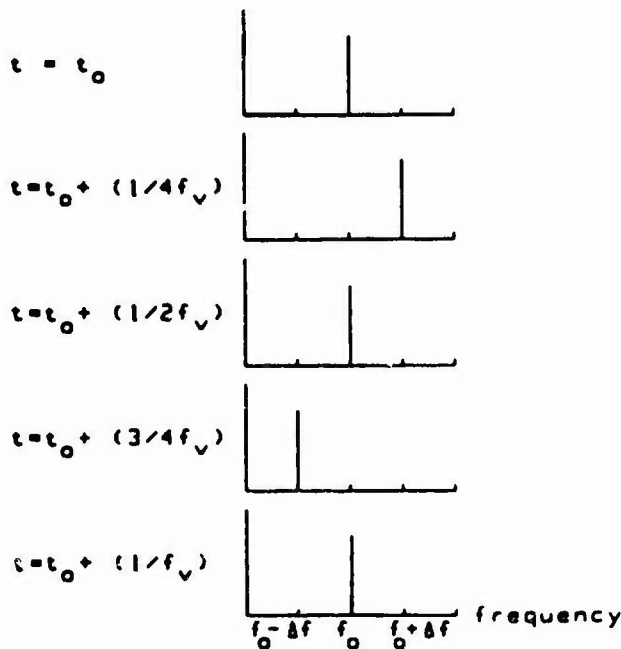 t = t₀
t=t₀+ (1/4f_v)
t=t₀+ (1/2f_v)
t=t₀+ (3/4f_v)
t=t₀+ (1/f_v)
f₀-Δf f₀ f₀+Δf frequency